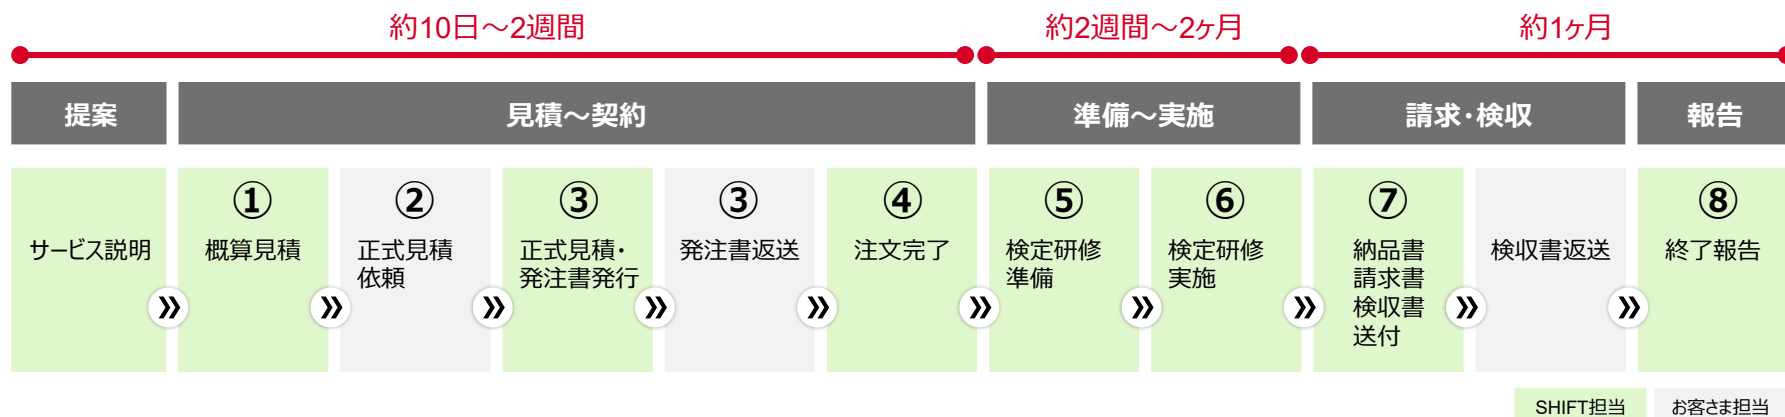 約10日～2週間
約2週間～2ヶ月
約1ヶ月
提案
見積～契約
準備～実施
請求・検収
報告
サービス説明
①
概算見積
②
正式見積
依頼
③
正式見積・
発注書発行
③
発注書返送
④
注文完了
⑤
検定研修
準備
⑥
検定研修
実施
⑦
納品書
請求書
検収書
送付
検収書返送
⑧
終了報告
SHIFT担当
お客さま担当